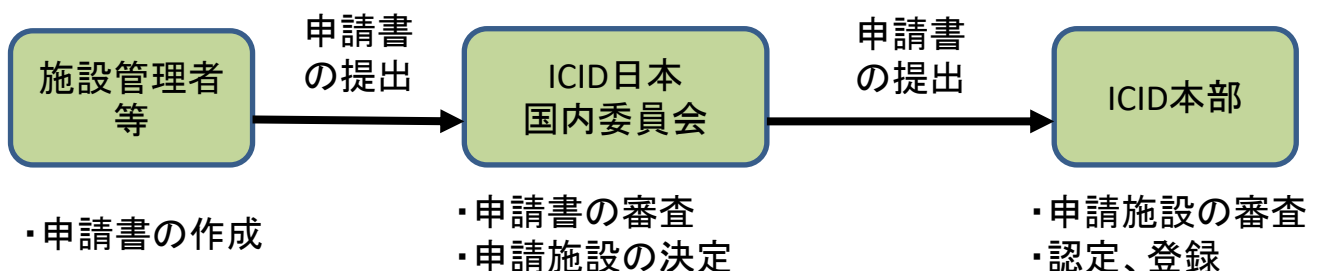 施設管理者
等
申請書
の提出
ICID日本
国内委員会
申請書
の提出
ICID本部
・申請書の作成
・申請書の審査
・申請施設の決定
・申請施設の審査
・認定、登録